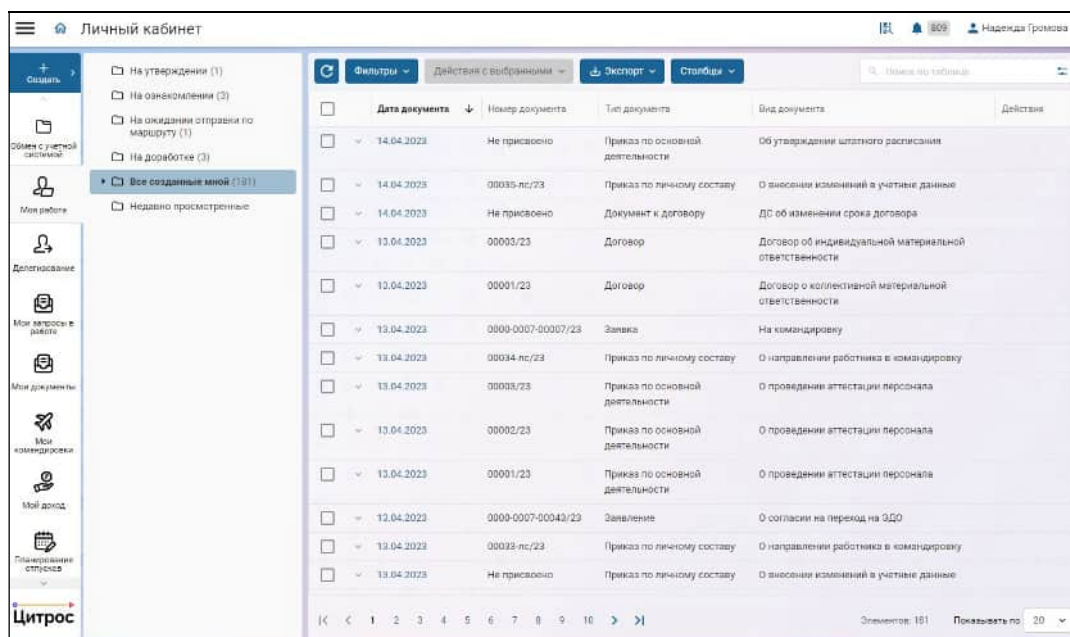 Личный кабинет
809
Надежда Громова
+
Создать
Обмен с учетной
системой
Моя работа
Делегирование
Мои запросы в
работе
Мои документы
Мои
командировки
Мой доход
Планирование
отпусков
Цитрос
На утверждении (1)
На ознакомлении (2)
На ожидании отправки по
маршруту (1)
На доработке (3)
Все созданные мной (181)
Недавно просмотренные
Фильтры
Действия с выбранными
Экспорт
Столбцы
Поиск по таблице
Дата документа Номер документа Тип документа Вид документа Действия
14.04.2023 Не присвоено Приказ по основной Об утверждении штатного расписания
деятельности
14.04.2023 00035-лс/23 Приказ по личному составу О внесении изменений в учетные данные
14.04.2023 Не присвоено Документ к договору ДС об изменении срока договора
13.04.2023 00003/23 Договор Договор об индивидуальной материальной
ответственности
13.04.2023 00001/23 Договор Договор о коллективной материальной
ответственности
13.04.2023 0000-0007-00007/23 Заявка На командировку
13.04.2023 00034-лс/23 Приказ по личному составу О направлении работника в командировку
13.04.2023 00003/23 Приказ по основной О проведении аттестации персонала
деятельности
13.04.2023 00002/23 Приказ по основной О проведении аттестации персонала
деятельности
13.04.2023 00001/23 Приказ по основной О проведении аттестации персонала
деятельности
13.04.2023 0000-0007-00043/23 Заявление О согласии на переход на ЭДО
13.04.2023 00033-лс/23 Приказ по личному составу О направлении работника в командировку
13.04.2023 Не присвоено Приказ по личному составу О внесении изменений в учетные данные
1 2 3 4 5 6 7 8 9 10
Элементов: 181
Показывать по 20